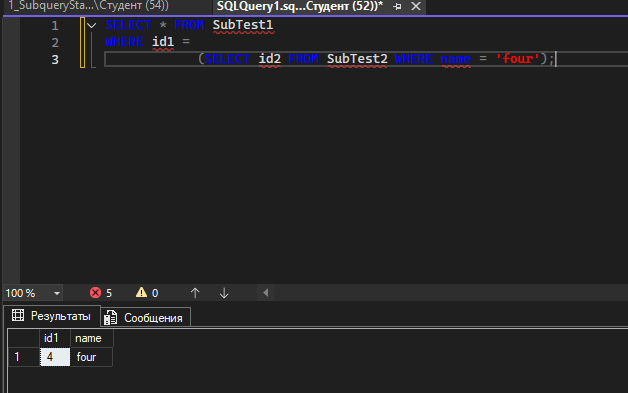 1_SubquerySta...\Студент (54)) SQLQuery1.sq...Студент (52))*
1 SELECT * FROM SubTest1
2 WHERE id1 =
3 (SELECT id2 FROM SubTest2 WHERE name = 'four');
100 % 5 0
Результаты Сообщения
id1 name
1 4 four